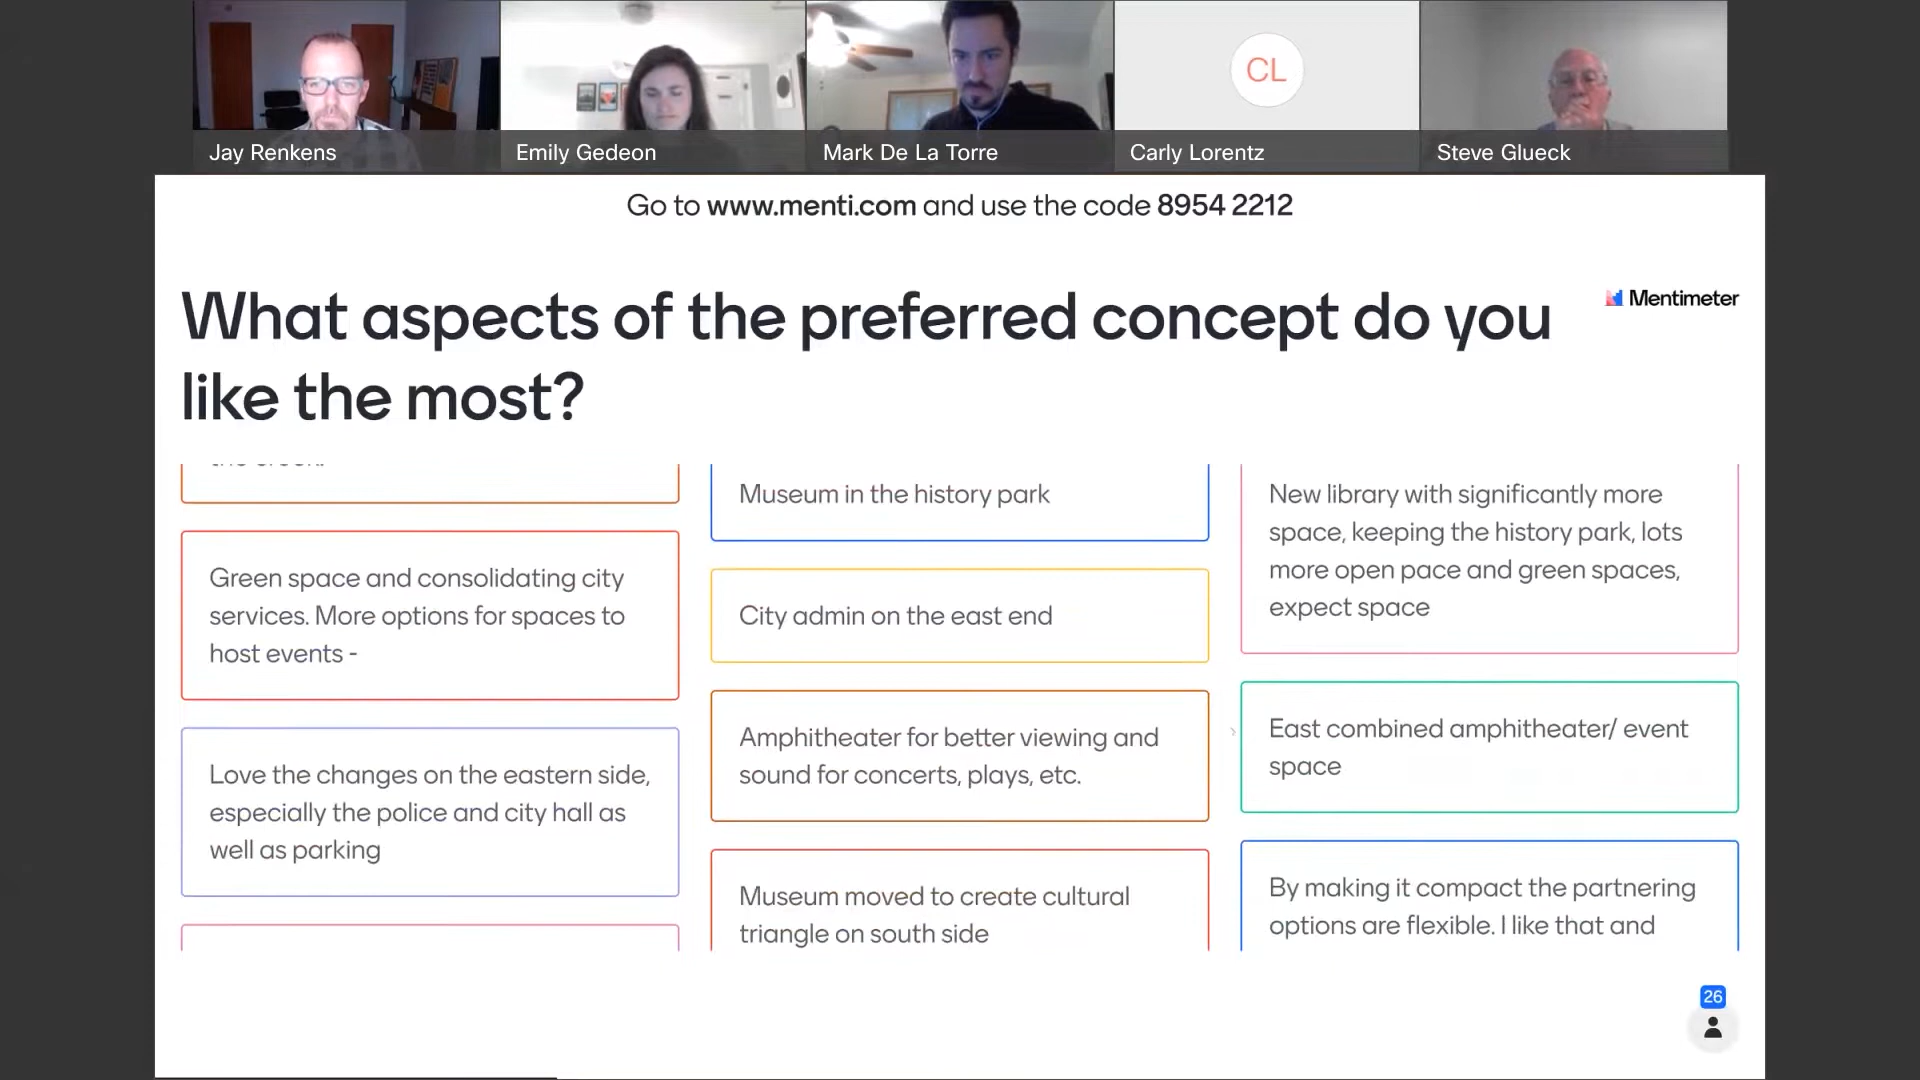 Jay Renkens
Emily Gedeon
Mark De La Torre
CL
Carly Lorentz
Steve Glueck
Go to www.menti.com and use the code 8954 2212
What aspects of the preferred concept do you
like the most?
Mentimeter
Green space and consolidating city
services. More options for spaces to
host events -
Love the changes on the eastern side,
especially the police and city hall as
well as parking
Museum in the history park
City admin on the east end
Amphitheater for better viewing and
sound for concerts, plays, etc.
Museum moved to create cultural
triangle on south side
New library with significantly more
space, keeping the history park, lots
more open pace and green spaces,
expect space
East combined amphitheater/ event
space
By making it compact the partnering
options are flexible. I like that and
26